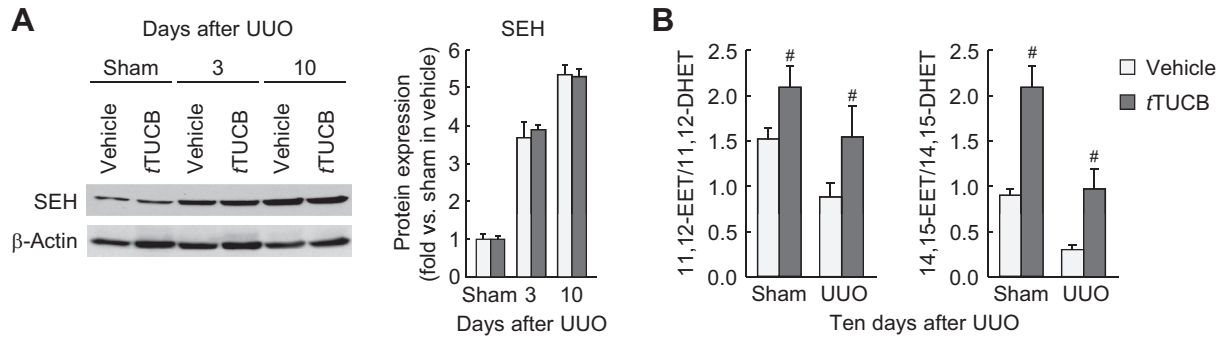 A
Days after UUO
Sham 3 10
Vehicle
tTUCB
Vehicle
tTUCB
Vehicle
tTUCB
SEH
β-Actin
SEH
Protein expression
(fold vs. sham in vehicle)
6
5
4
3
2
1
0
Sham 3 10
Days after UUO
B
11,12-EET/11,12-DHET
2.5
2.0
1.5
1.0
0.5
0.0
#
#
Sham UUO
14,15-EET/14,15-DHET
2.5
2.0
1.5
1.0
0.5
0.0
#
#
Sham UUO
Ten days after UUO
Vehicle
tTUCB